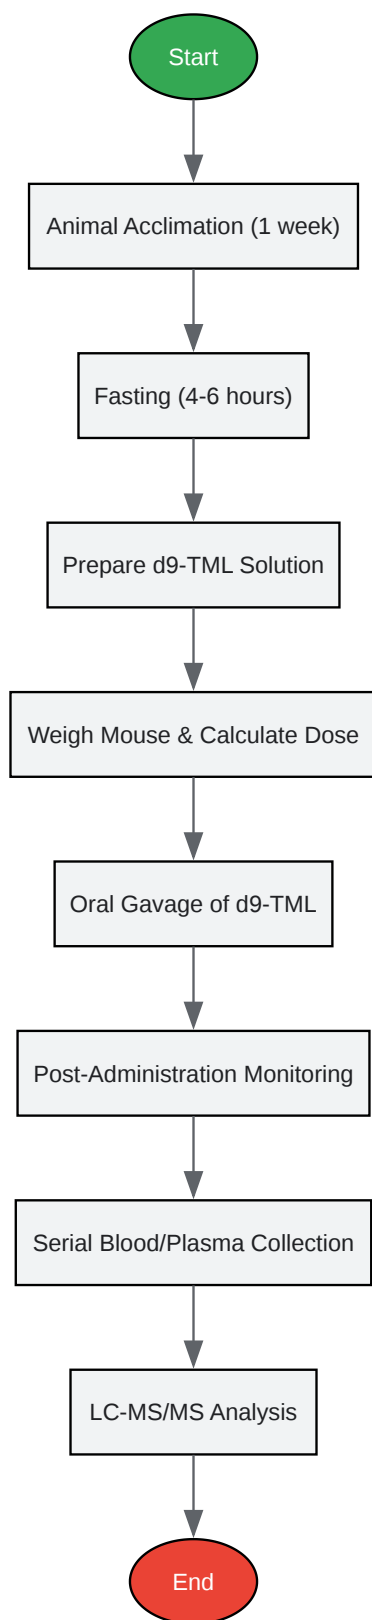 Start
Animal Acclimation (1 week)
Fasting (4-6 hours)
Prepare d9-TML Solution
Weigh Mouse & Calculate Dose
Oral Gavage of d9-TML
Post-Administration Monitoring
Serial Blood/Plasma Collection
LC-MS/MS Analysis
End